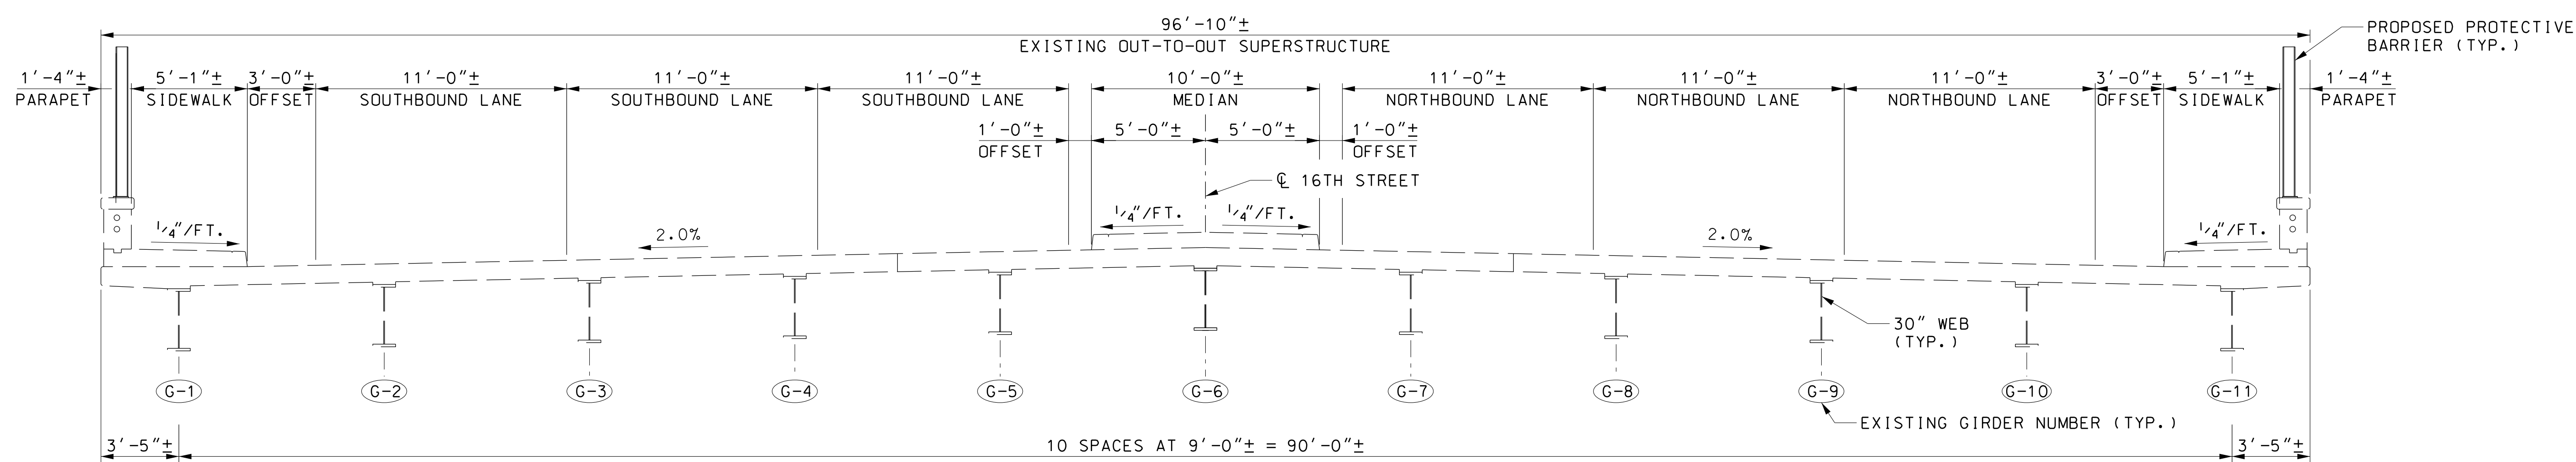 96'-10"±
EXISTING OUT-TO-OUT SUPERSTRUCTURE
PROPOSED PROTECTIVE
BARRIER (TYP.)
1'-4"± 5'-1"± 3'-0"± 11'-0"± 11'-0"± 11'-0"± 10'-0"± 11'-0"± 11'-0"± 11'-0"± 3'-0"± 5'-1"± 1'-4"±
PARAPET SIDEWALK OFFSET SOUTHBOUND LANE SOUTHBOUND LANE SOUTHBOUND LANE MEDIAN NORTHBOUND LANE NORTHBOUND LANE NORTHBOUND LANE OFFSET SIDEWALK PARAPET
1'-0"± 5'-0"± 5'-0"± 1'-0"±
OFFSET OFFSET
℄ 16TH STREET
1/4"/FT. 2.0% 1/4"/FT. 1/4"/FT. 2.0% 1/4"/FT.
30" WEB
(TYP.)
G-1 G-2 G-3 G-4 G-5 G-6 G-7 G-8 G-9 G-10 G-11
EXISTING GIRDER NUMBER (TYP.)
3'-5"± 10 SPACES AT 9'-0"± = 90'-0"± 3'-5"±